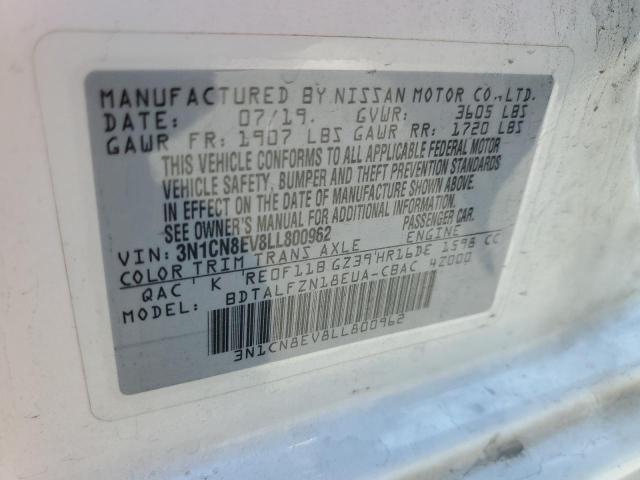 MANUFACTURED BY NISSAN MOTOR CO.,LTD.
DATE: 07/19. GVWR: 3605 LBS
GAWR FR: 1907 LBS GAWR RR: 1720 LBS
THIS VEHICLE CONFORMS TO ALL APPLICABLE FEDERAL MOTOR
VEHICLE SAFETY, BUMPER AND THEFT PREVENTION STANDARDS
IN EFFECT ON THE DATE OF MANUFACTURE SHOWN ABOVE.
SEE OWNER'S MANUAL FOR ADDITIONAL INFORMATION.
VIN: 3N1CN8EV8LL800962 PASSENGER CAR.
COLOR TRIM TRANS AXLE ENGINE
QAC K RE0F11B GZ39 HR16DE 1598 CC
MODEL: BDTALFZN18EUA-CBAC 4Z000
3N1CN8EV8LL800962